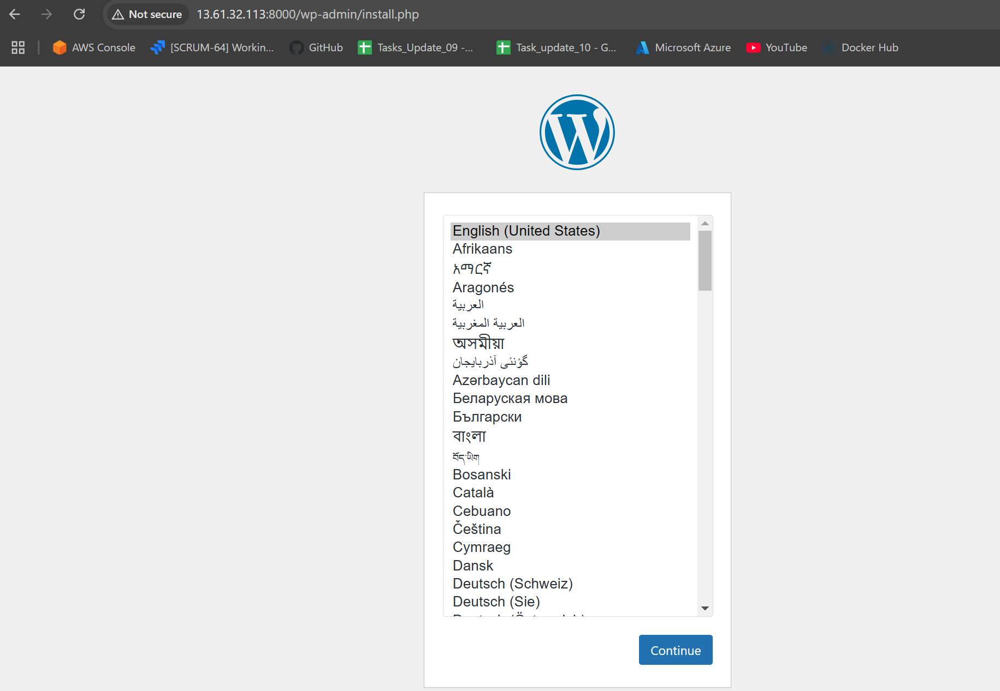 Not secure 13.61.32.113:8000/wp-admin/install.php
AWS Console [SCRUM-64] Workin... GitHub Tasks_Update_09 -... Task_update_10 - G... Microsoft Azure YouTube Docker Hub
English (United States)
Afrikaans
አማርኛ
Aragonés
العربية
العربية المغربية
অসমীয়া
گؤنئی آذربایجان
Azərbaycan dili
Беларуская мова
Български
বাংলা
བོད་ཡིག
Bosanski
Català
Cebuano
Čeština
Cymraeg
Dansk
Deutsch (Schweiz)
Deutsch (Sie)
Continue